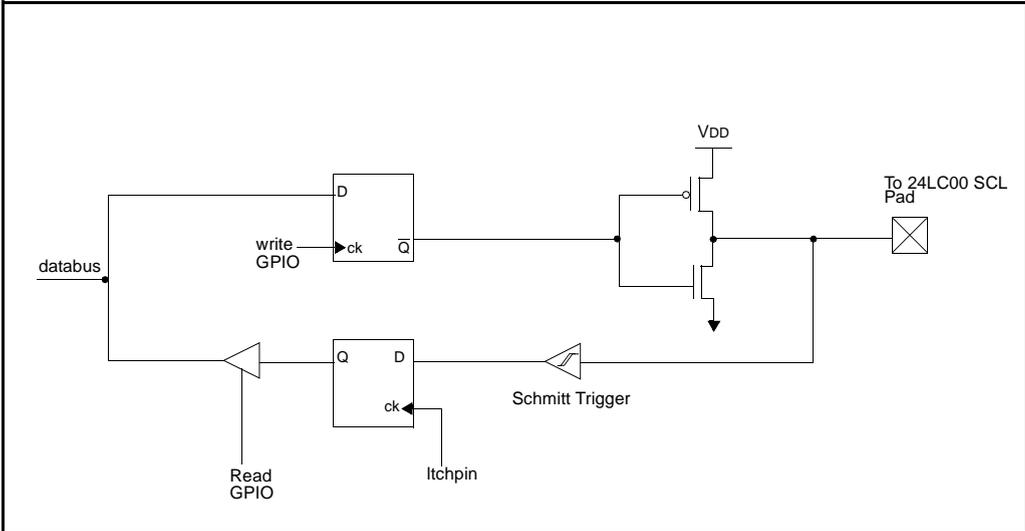 VDD
To 24LC00 SCL
Pad
D
write
GPIO
ck
Q
databus
Q
D
ck
Schmitt Trigger
Read
GPIO
ltchpin